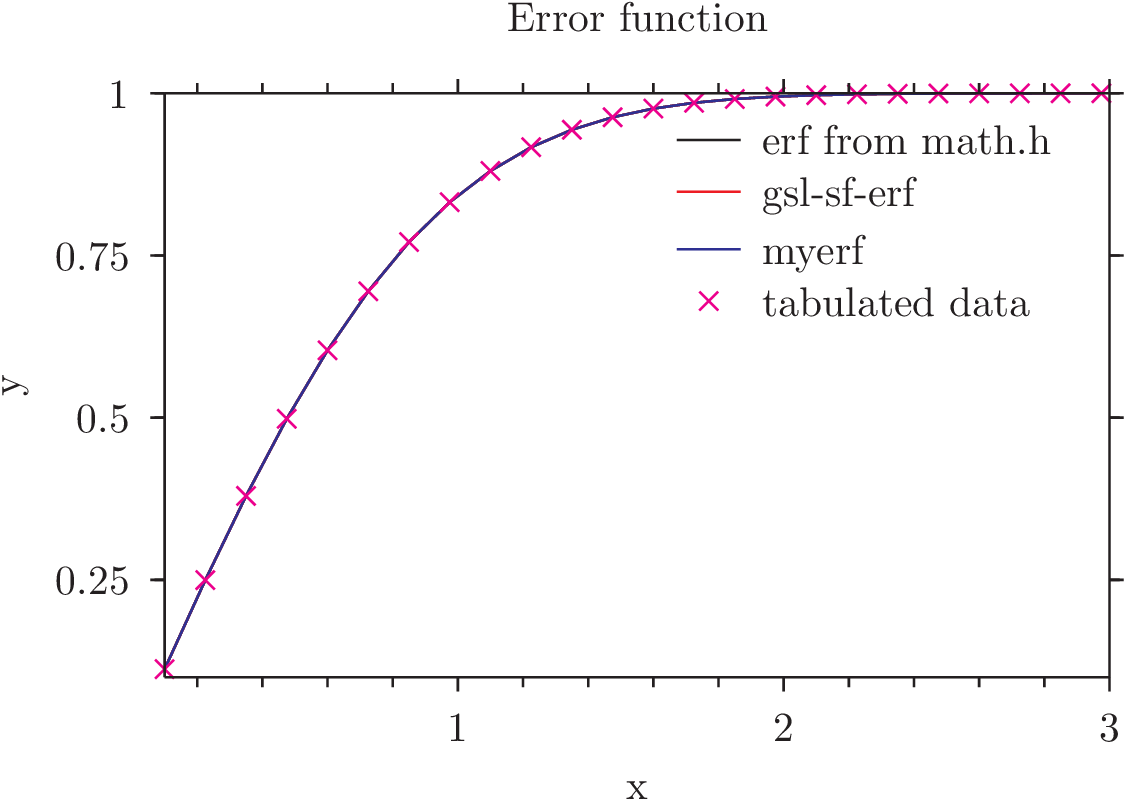 Error function
1
0.75
0.5
0.25
y
erf from math.h
gsl-sf-erf
myerf
tabulated data
1 2 3
x